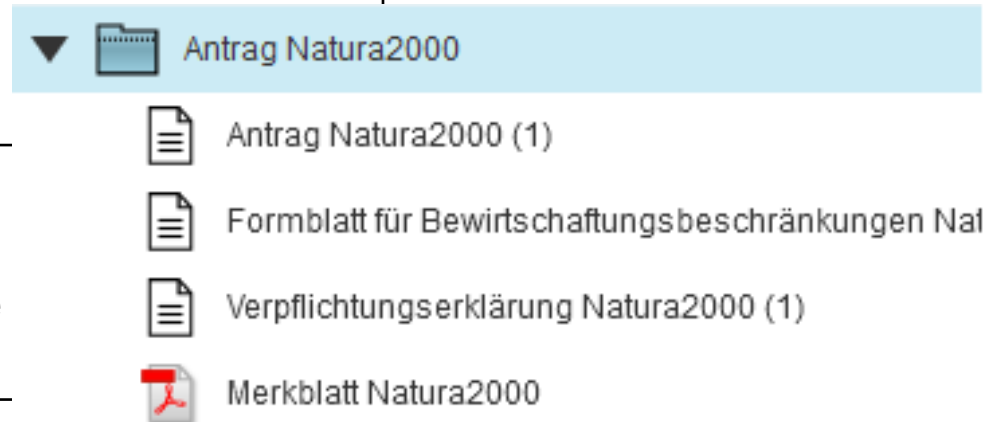 Antrag Natura2000
Antrag Natura2000 (1)
Formblatt für Bewirtschaftungsbeschränkungen
Verpflichtungserklärung Natura2000 (1)
Merkblatt Natura2000